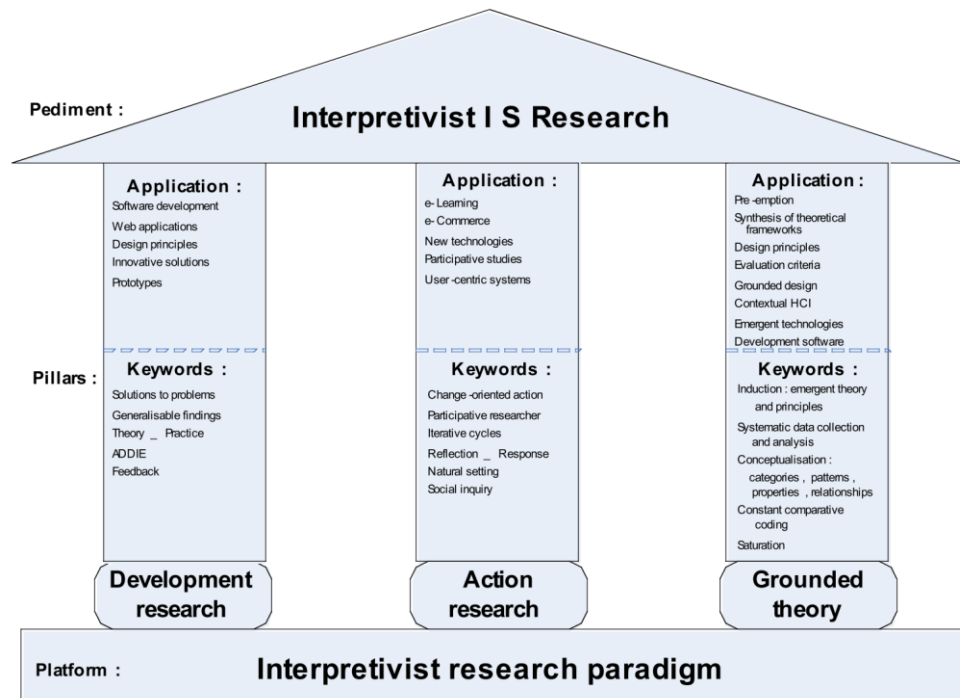 Pediment :
Interpretivist I S Research
Application :
Software development
Web applications
Design principles
Innovative solutions
Prototypes
Application :
e- Learning
e- Commerce
New technologies
Participative studies
User -centric systems
Application :
Pre -emption
Synthesis of theoretical
frameworks
Design principles
Evaluation criteria
Grounded design
Contextual HCI
Emergent technologies
Development software
Pillars :
Keywords :
Solutions to problems
Generalisable findings
Theory _ Practice
ADDIE
Feedback
Keywords :
Change -oriented action
Participative researcher
Iterative cycles
Reflection _ Response
Natural setting
Social inquiry
Keywords :
Induction : emergent theory
and principles
Systematic data collection
and analysis
Conceptualisation :
categories , patterns ,
properties , relationships
Constant comparative
coding
Saturation
Development
research
Action
research
Grounded
theory
Platform :
Interpretivist research paradigm